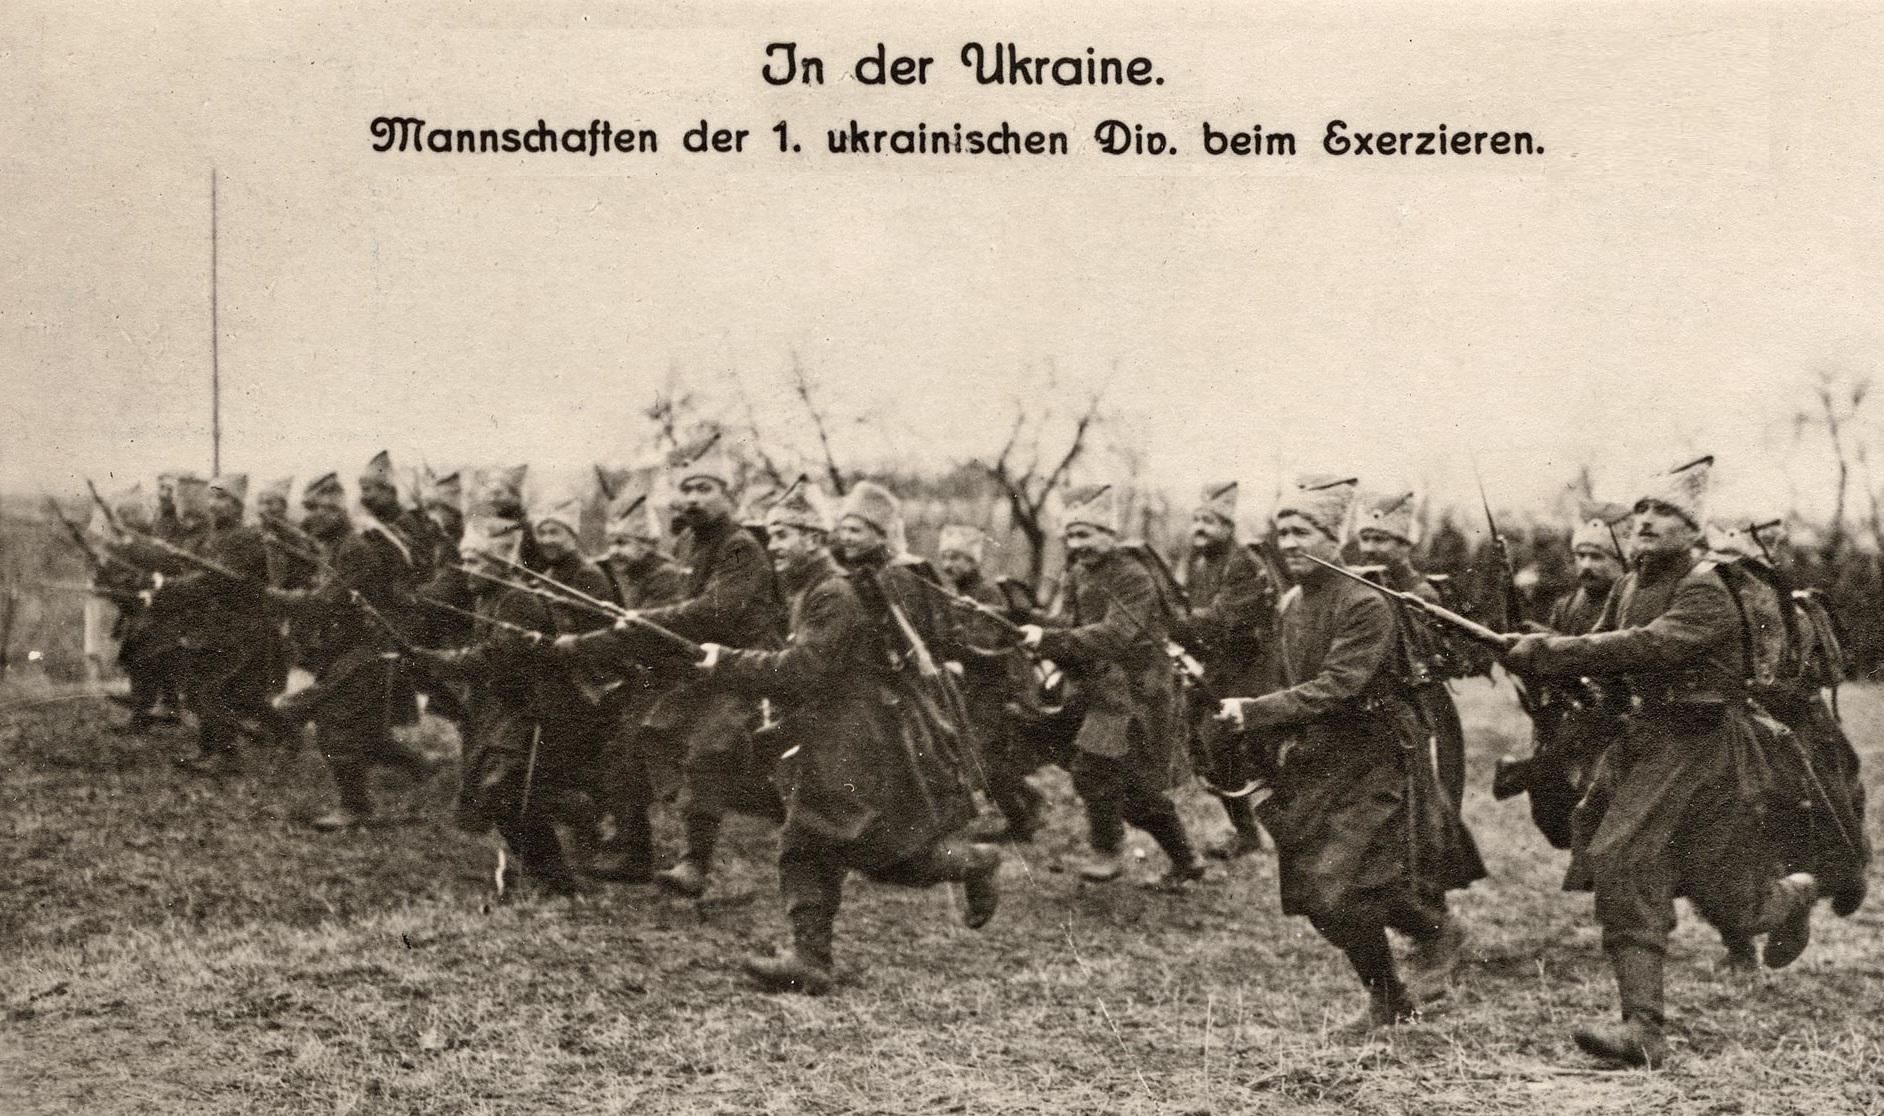 In der Ukraine.
Mannschaften der 1. ukrainischen Div. beim Exerzieren.